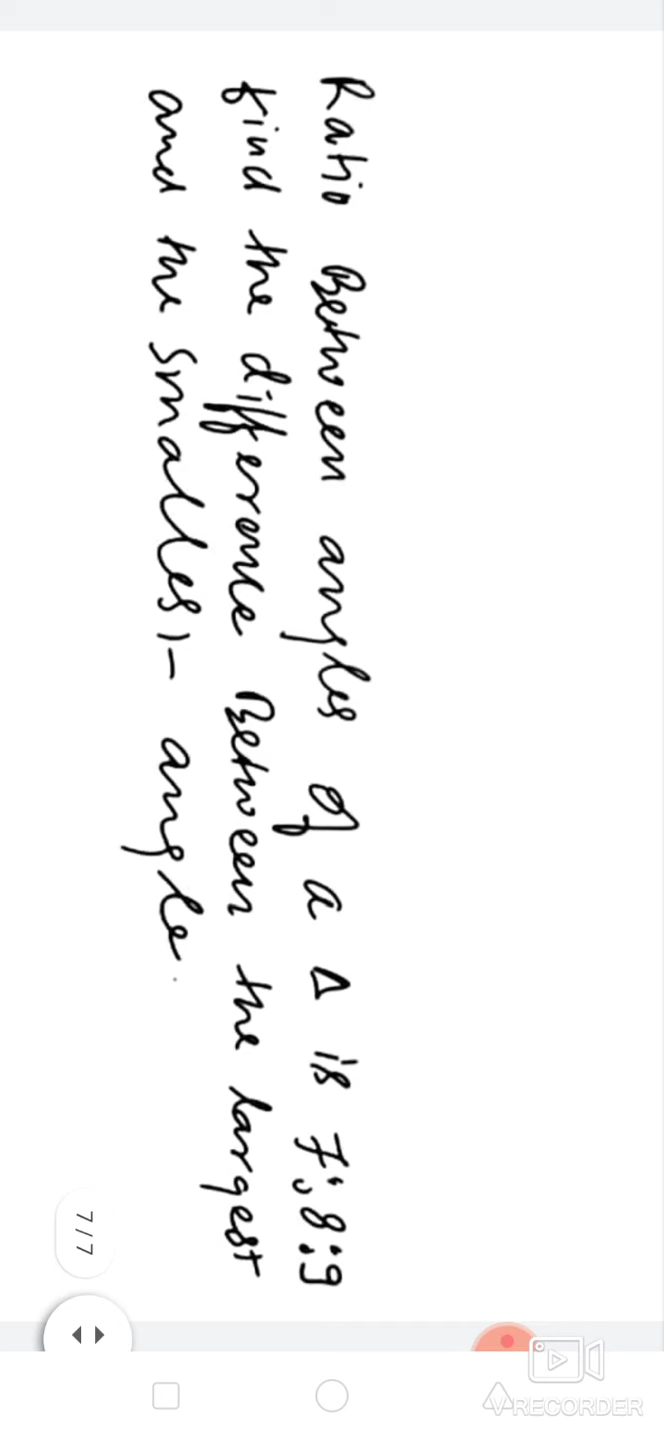 Ratio Between angles of a Δ is 7:8:9
find the difference Between the largest
and the smallest angle.
7/7
V RECORDER